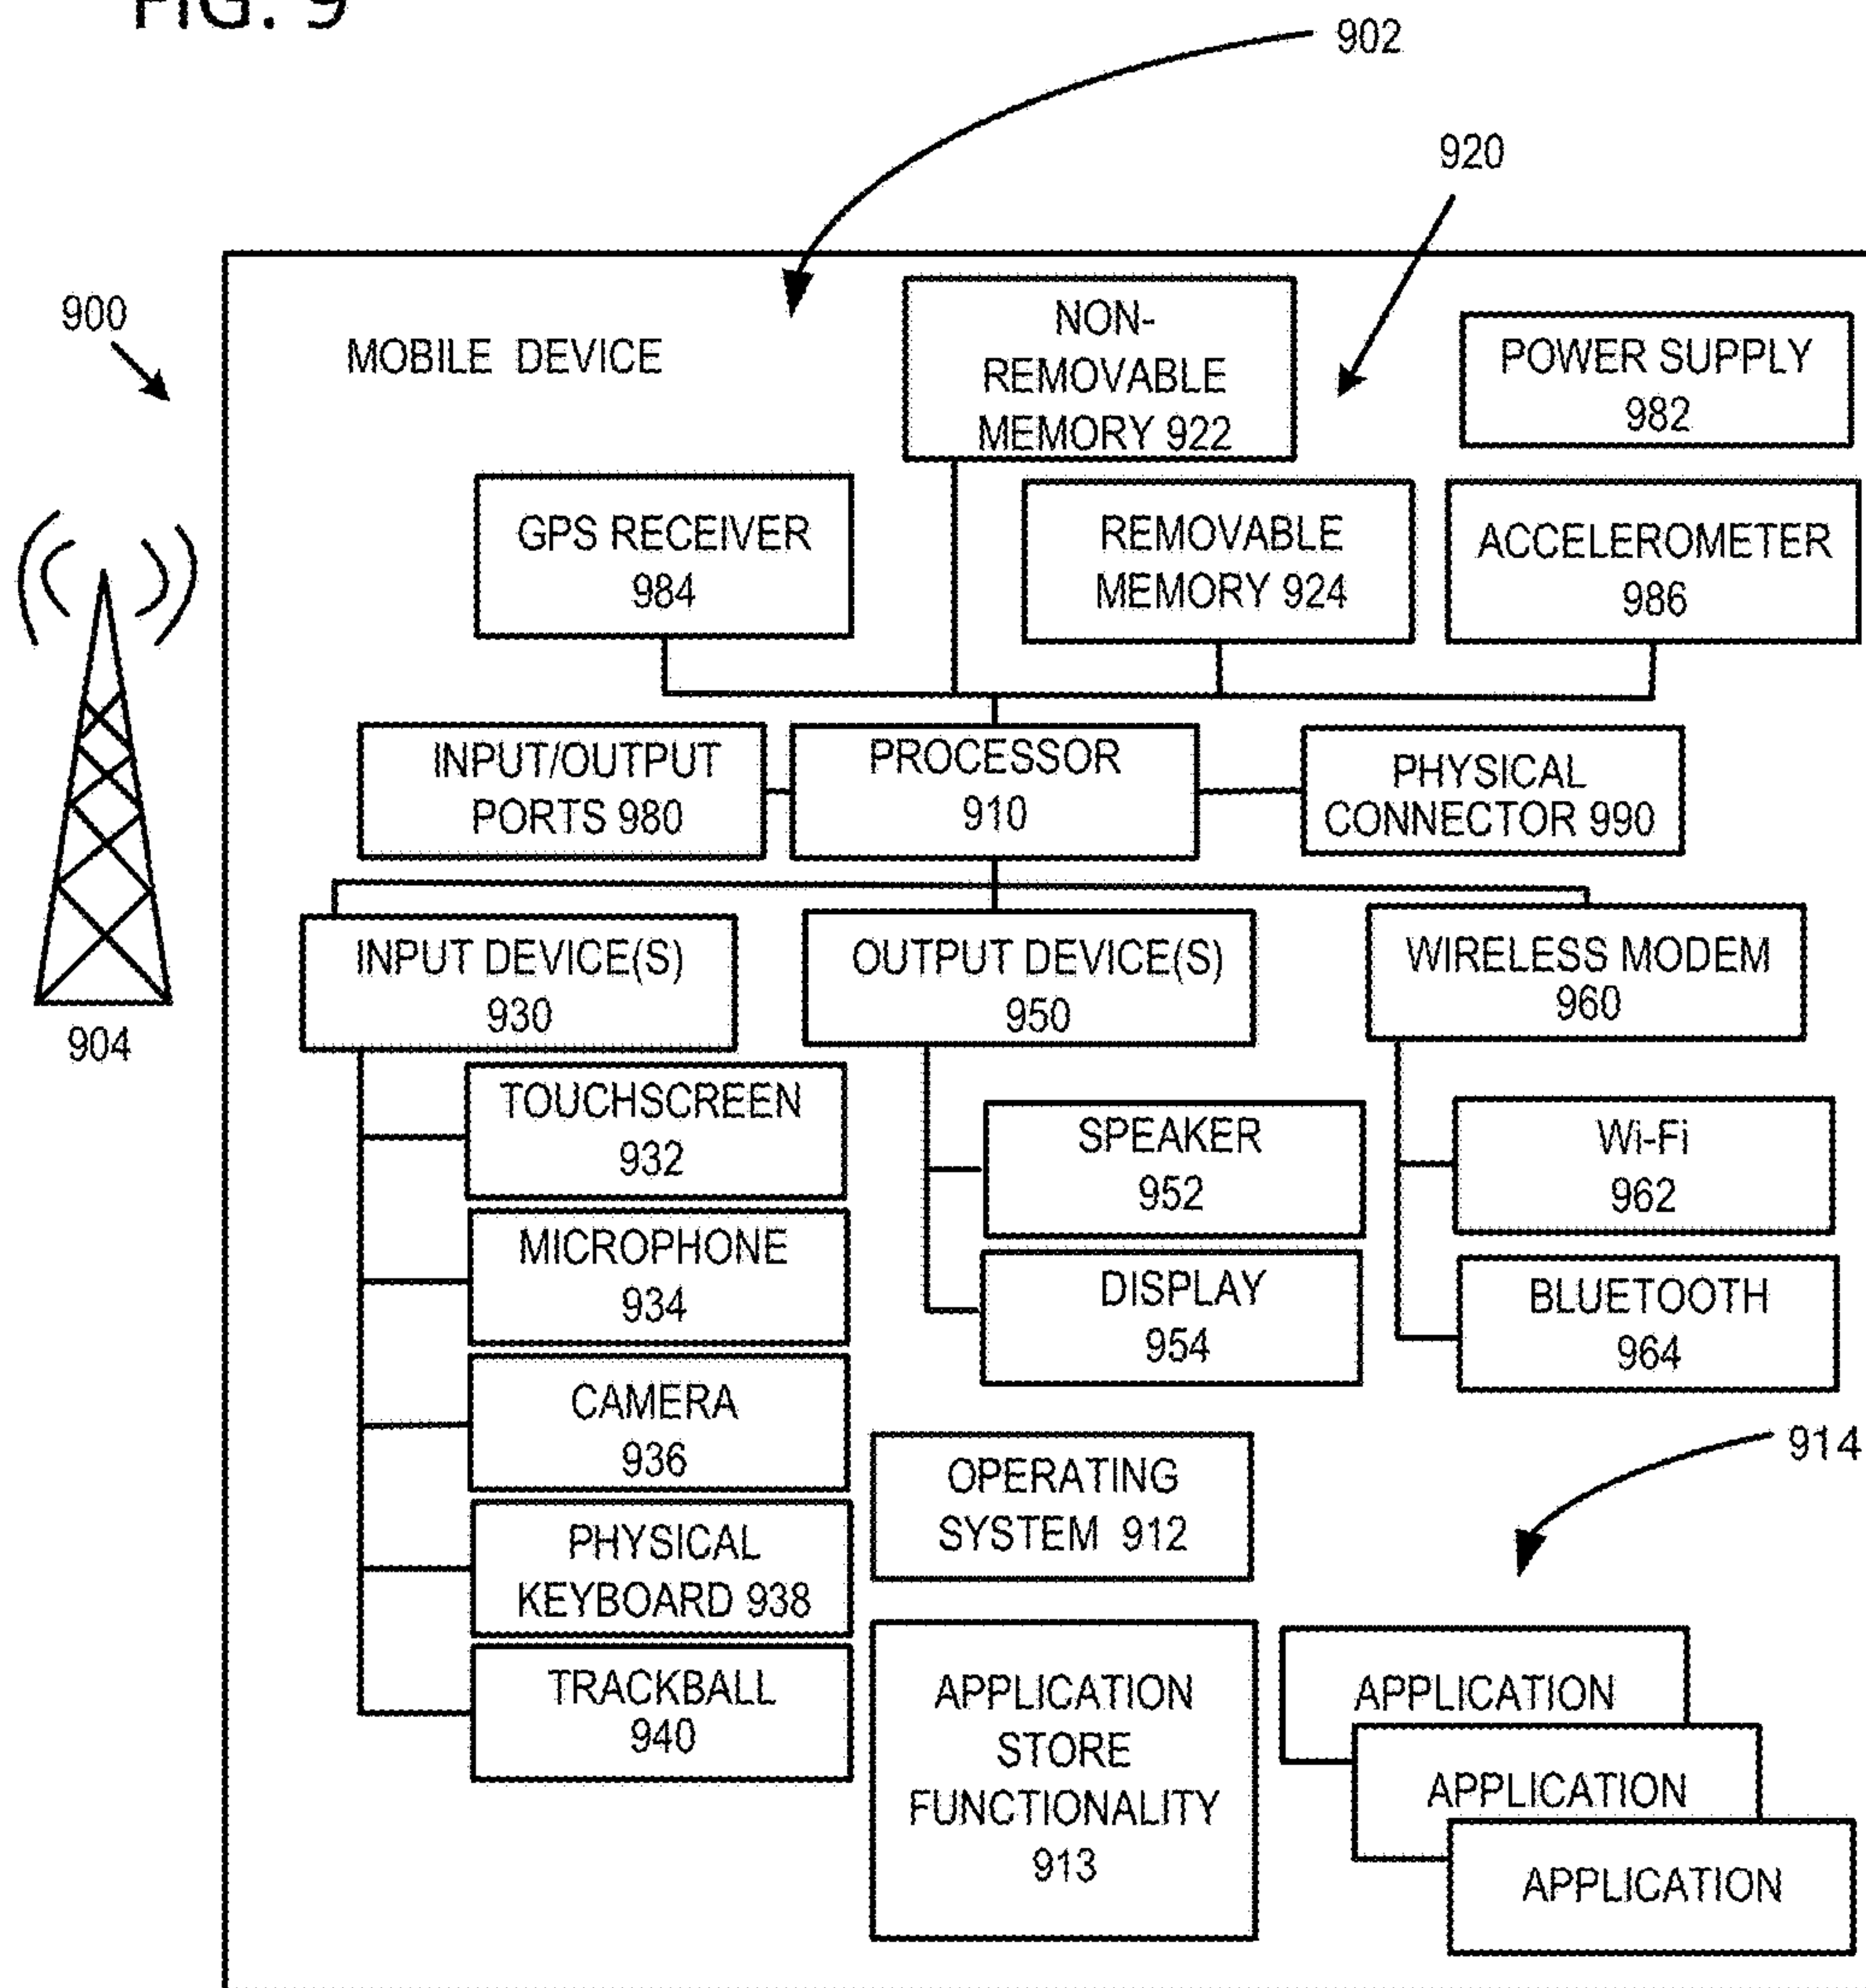 FIG. 9
902
920
900
MOBILE DEVICE
NON-
REMOVABLE
MEMORY 922
POWER SUPPLY
982
GPS RECEIVER
984
REMOVABLE
MEMORY 924
ACCELEROMETER
986
INPUT/OUTPUT
PORTS 980
PROCESSOR
910
PHYSICAL
CONNECTOR 990
INPUT DEVICE(S)
930
OUTPUT DEVICE(S)
950
WIRELESS MODEM
960
904
TOUCHSCREEN
932
MICROPHONE
934
CAMERA
936
PHYSICAL
KEYBOARD 938
TRACKBALL
940
SPEAKER
952
DISPLAY
954
Wi-Fi
962
BLUETOOTH
964
OPERATING
SYSTEM 912
APPLICATION
STORE
FUNCTIONALITY
913
914
APPLICATION
APPLICATION
APPLICATION